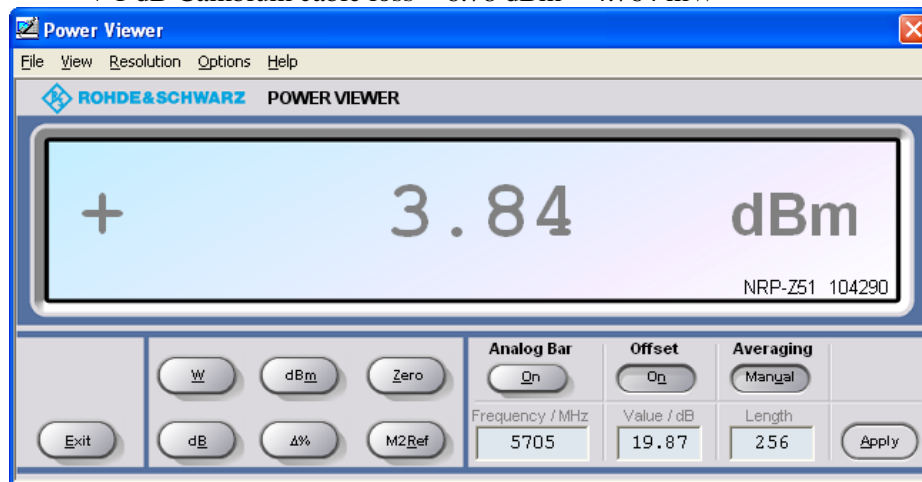 Power Viewer
File View Resolution Options Help
ROHDE&SCHWARZ POWER VIEWER
+ 3.84 dBm
NRP-Z51 104290
Analog Bar Offset Averaging
W dBm Zero On On Manual
Frequency / MHz Value / dB Length
Exit dB Δ% M2Ref 5705 19.87 256 Apply